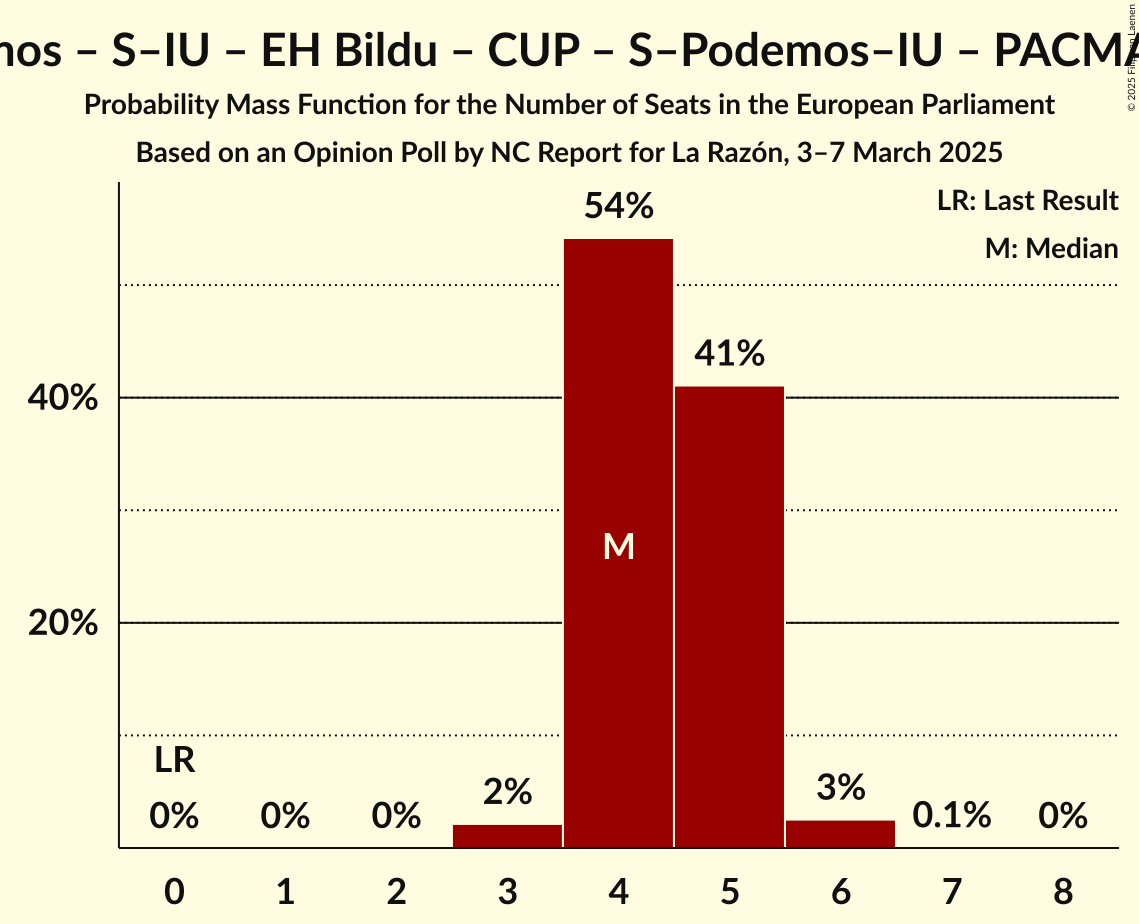 – S–IU – EH Bildu – CUP – S–Podemos–IU –
Probability Mass Function for the Number of Seats in the European Parliament
Based on an Opinion Poll by NC Report for La Razón, 3–7 March 2025
© 2025 Filip Laenen
LR: Last Result
M: Median
54%
41%
40%
M
20%
LR
0%
0%
0%
2%
3%
0.1%
0%
0
1
2
3
4
5
6
7
8